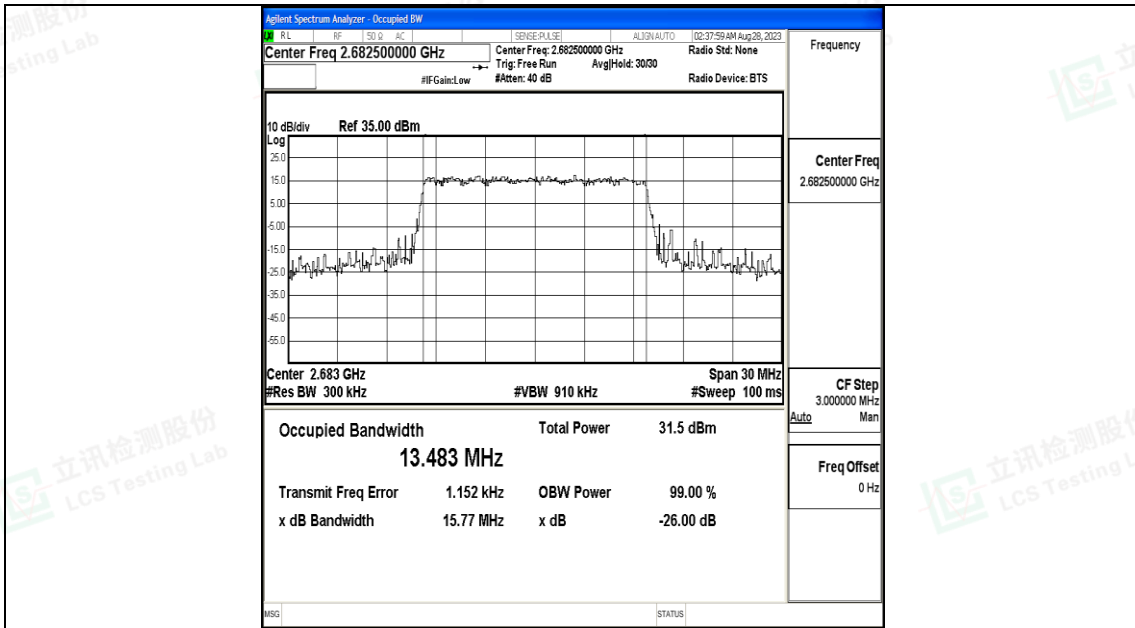 Agilent Spectrum Analyzer - Occupied BW
RL RF 50 Ω AC SENSE:PULSE ALIGN AUTO 02:37:59 AM Aug 28, 2023
Center Freq 2.682500000 GHz
Center Freq: 2.682500000 GHz Radio Std: None
Trig: Free Run Avg|Hold: 30/30
#IFGain:Low #Atten: 40 dB Radio Device: BTS
10 dB/div Ref 35.00 dBm
Log
25.0
15.0
5.00
-5.00
-15.0
-25.0
-35.0
-45.0
-55.0
Center 2.683 GHz Span 30 MHz
#Res BW 300 kHz #VBW 910 kHz #Sweep 100 ms
Occupied Bandwidth Total Power 31.5 dBm
13.483 MHz
Transmit Freq Error 1.152 kHz OBW Power 99.00 %
x dB Bandwidth 15.77 MHz x dB -26.00 dB
MSG STATUS
Frequency
Center Freq
2.682500000 GHz
CF Step
3.000000 MHz
Auto Man
Freq Offset
0 Hz
立讯检测股份
LCS Testing Lab
立讯检测股份
LCS Testing L
测股份
sting Lab
立